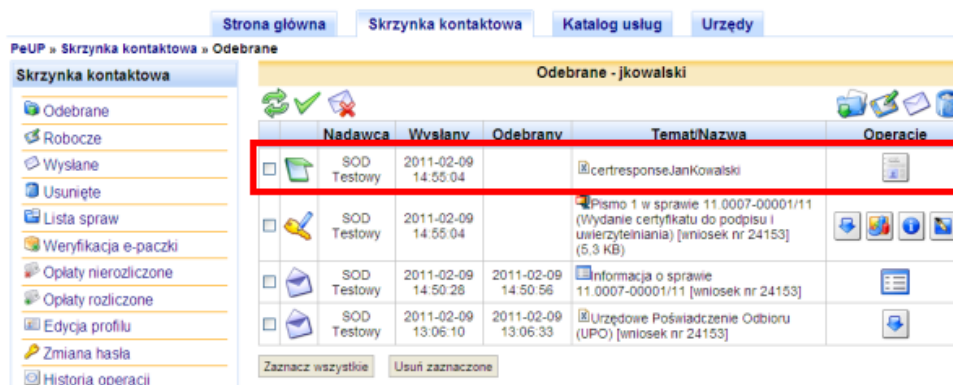 Strona główna Skrzynka kontaktowa Katalog usług Urzędy
PeUP » Skrzynka kontaktowa » Odebrane
Skrzynka kontaktowa
Odebrane
Robocze
Wysłane
Usunięte
Lista spraw
Weryfikacja e-paczki
Opłaty nierozliczone
Opłaty rozliczone
Edycja profilu
Zmiana hasła
Historia operacji
Odebrane - jkowalski
Nadawca Wysłany Odebrany Temat/Nazwa Operacje
SOD Testowy 2011-02-09 14:55:04 certresponseJanKowalski
SOD Testowy 2011-02-09 14:55:04 Pismo 1 w sprawie 11.0007-00001/11
(Wydanie certyfikatu do podpisu i
uwierzytelniania) [wniosek nr 24153]
(5.3 KB)
SOD Testowy 2011-02-09 14:50:28 2011-02-09 14:50:56 Informacja o sprawie
11.0007-00001/11 [wniosek nr 24153]
SOD Testowy 2011-02-09 13:06:10 2011-02-09 13:06:33 Urzędowe Poświadczenie Odbioru
(UPO) [wniosek nr 24153]
Zaznacz wszystkie Usuń zaznaczone